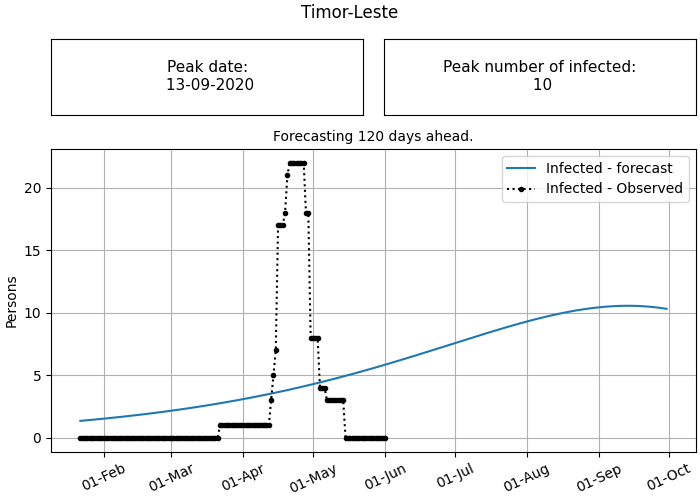 Timor-Leste
Peak date:
13-09-2020
Peak number of infected:
10
Forecasting 120 days ahead.
Infected - forecast
Infected - Observed
Persons
20
15
10
5
0
01-Feb
01-Mar
01-Apr
01-May
01-Jun
01-Jul
01-Aug
01-Sep
01-Oct